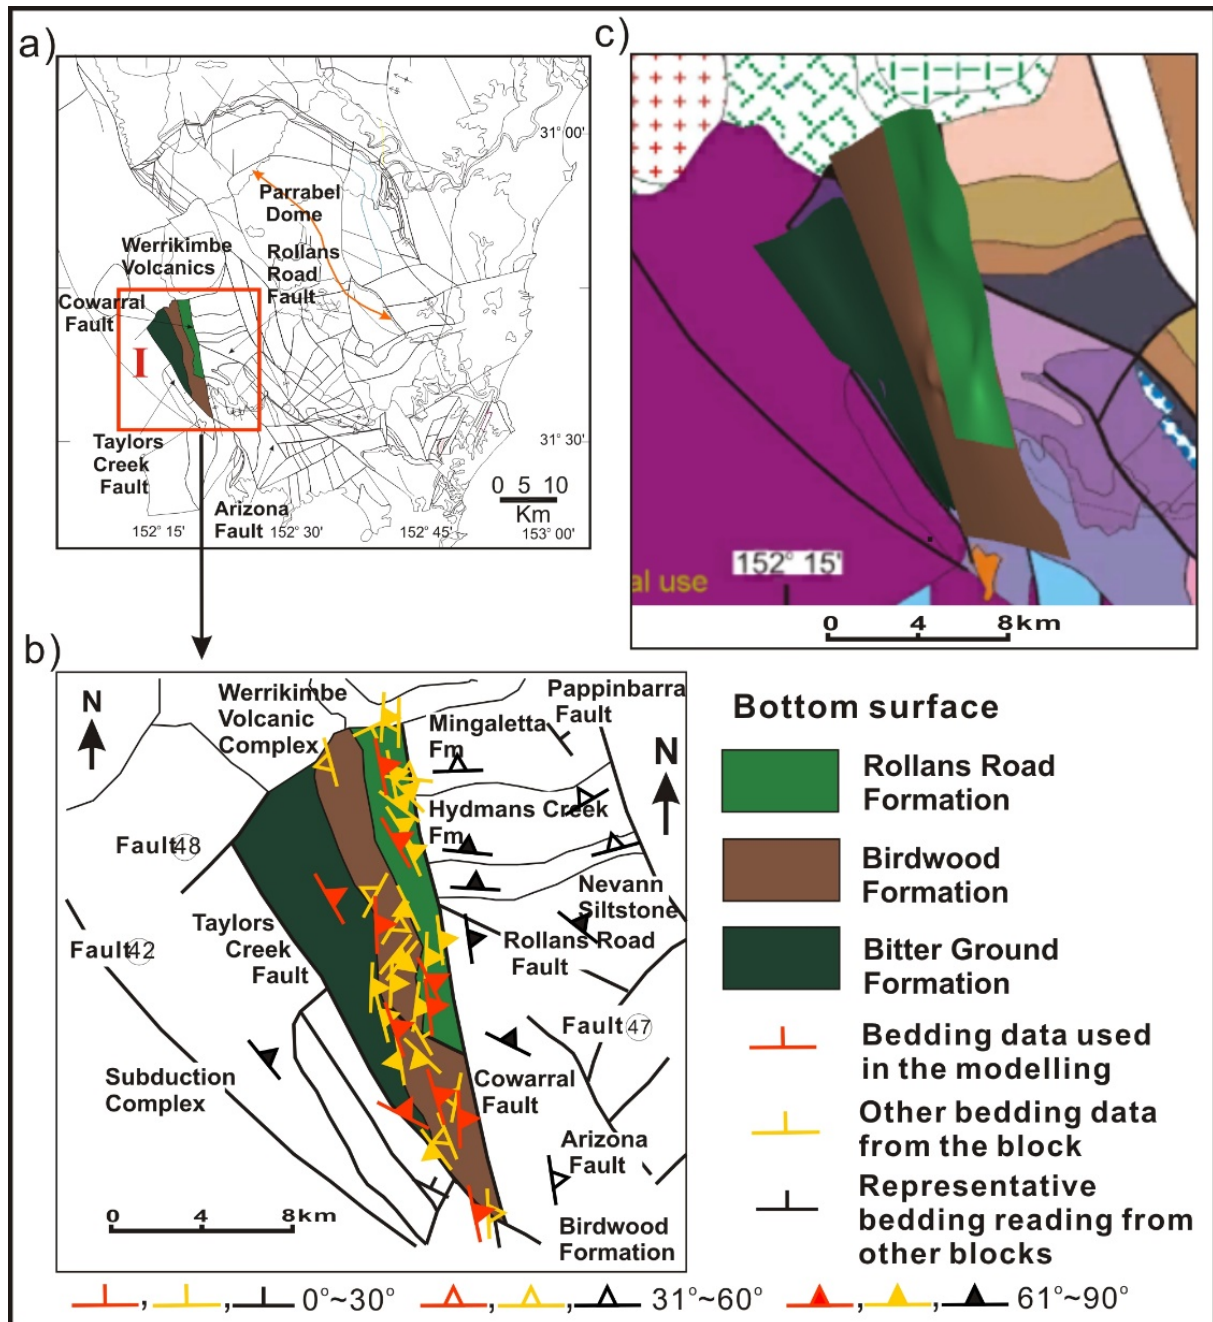 a)
31° 00'
Parrabel
Dome
Werrikimbe
Volcanics
Rollans
Road
Fault
Cowarral
Fault
I
31° 30'
Taylors
Creek
Fault
Arizona
Fault
0 5 10
Km
152° 15'
152° 30'
152° 45'
153° 00'
c)
152° 15'
al use
0 4 8km
b)
N
Werrikimbe
Volcanic
Complex
Pappinbarra
Fault
Mingaletta
Fm
N
Hydmans Creek
Fm
Fault 48
Nevann
Siltstone
Taylors
Creek
Fault
Rollans Road
Fault
Fault 42
Fault 47
Subduction
Complex
Cowarral
Fault
Arizona
Fault
0 4 8km
Birdwood
Formation
Bottom surface
Rollans Road
Formation
Birdwood
Formation
Bitter Ground
Formation
Bedding data used
in the modelling
Other bedding data
from the block
Representative
bedding reading from
other blocks
, , 0°~30° , , 31°~60° , , 61°~90°